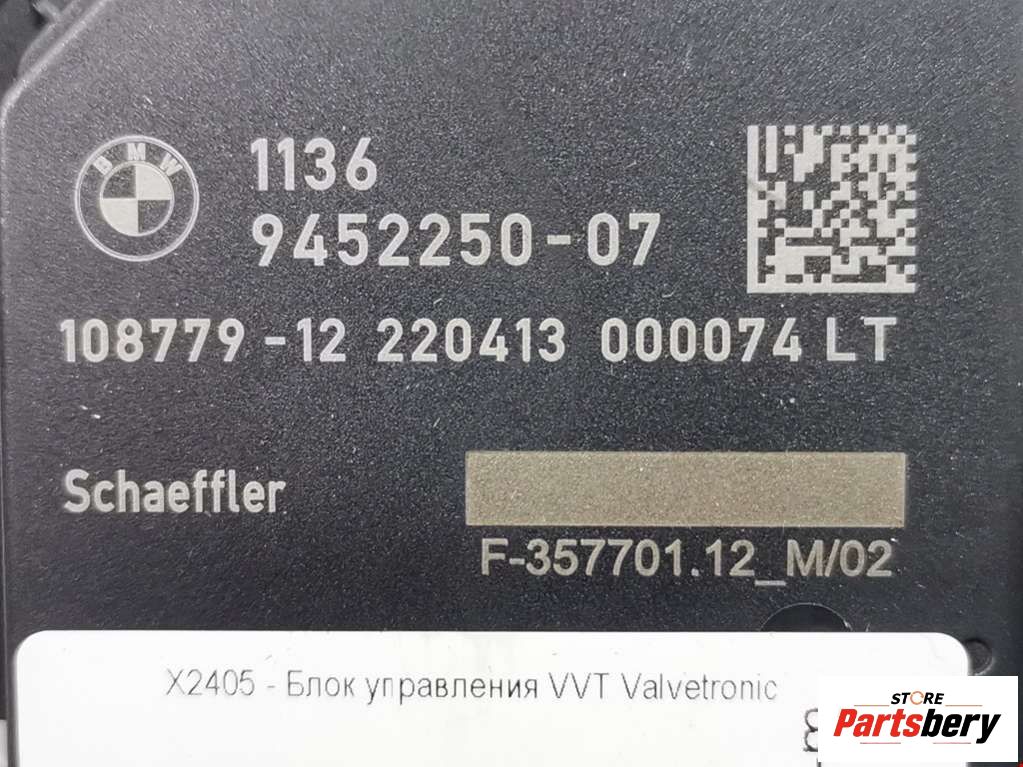 BMW
1136
9452250-07
108779-12 220413 000074 LT
Schaeffler
F-357701.12_M/02
X2405 - Блок управления VVT Valvetronic
STORE
Partsbery